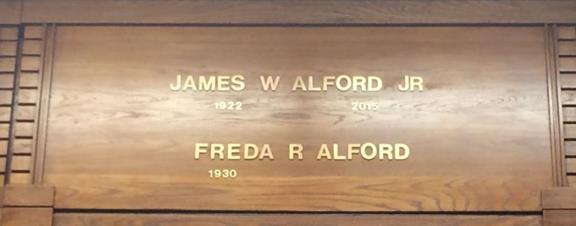 JAMES W ALFORD JR
1922 2015
FREDA R ALFORD
1930